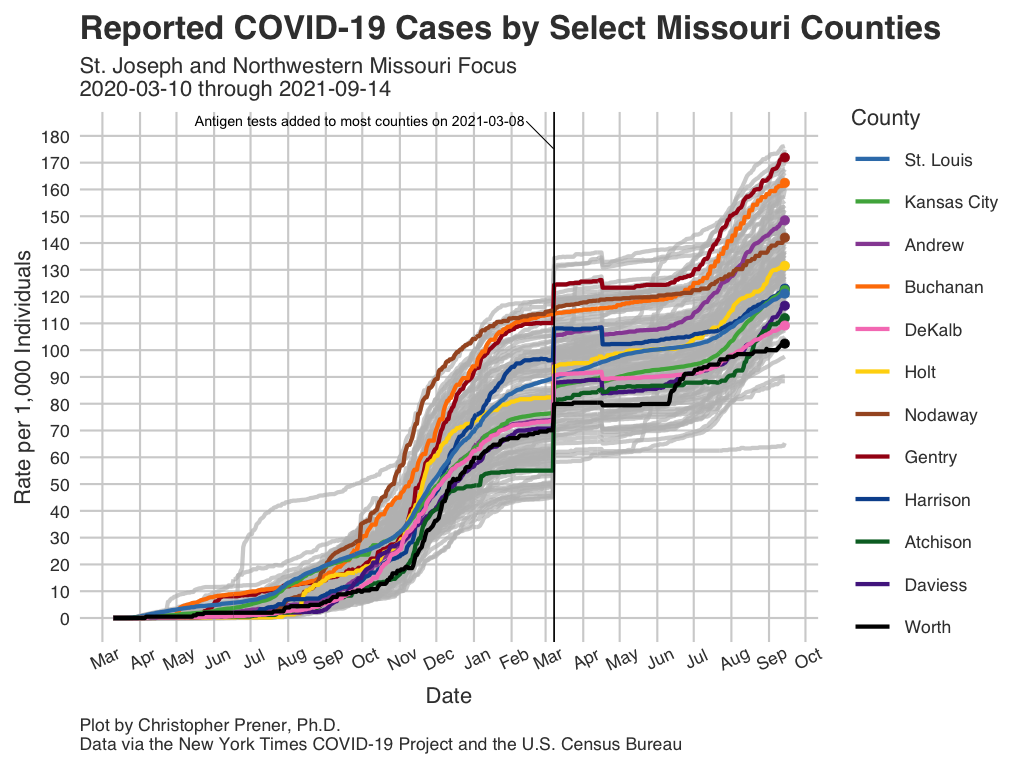 Reported COVID-19 Cases by Select Missouri Counties
St. Joseph and Northwestern Missouri Focus
2020-03-10 through 2021-09-14
Antigen tests added to most counties on 2021-03-08
Rate per 1,000 Individuals
180
170
160
150
140
130
120
110
100
90
80
70
60
50
40
30
20
10
0
Mar Apr May Jun Jul Aug Sep Oct Nov Dec Jan Feb Mar Apr May Jun Jul Aug Sep Oct
Date
County
St. Louis
Kansas City
Andrew
Buchanan
DeKalb
Holt
Nodaway
Gentry
Harrison
Atchison
Daviess
Worth
Plot by Christopher Prener, Ph.D.
Data via the New York Times COVID-19 Project and the U.S. Census Bureau